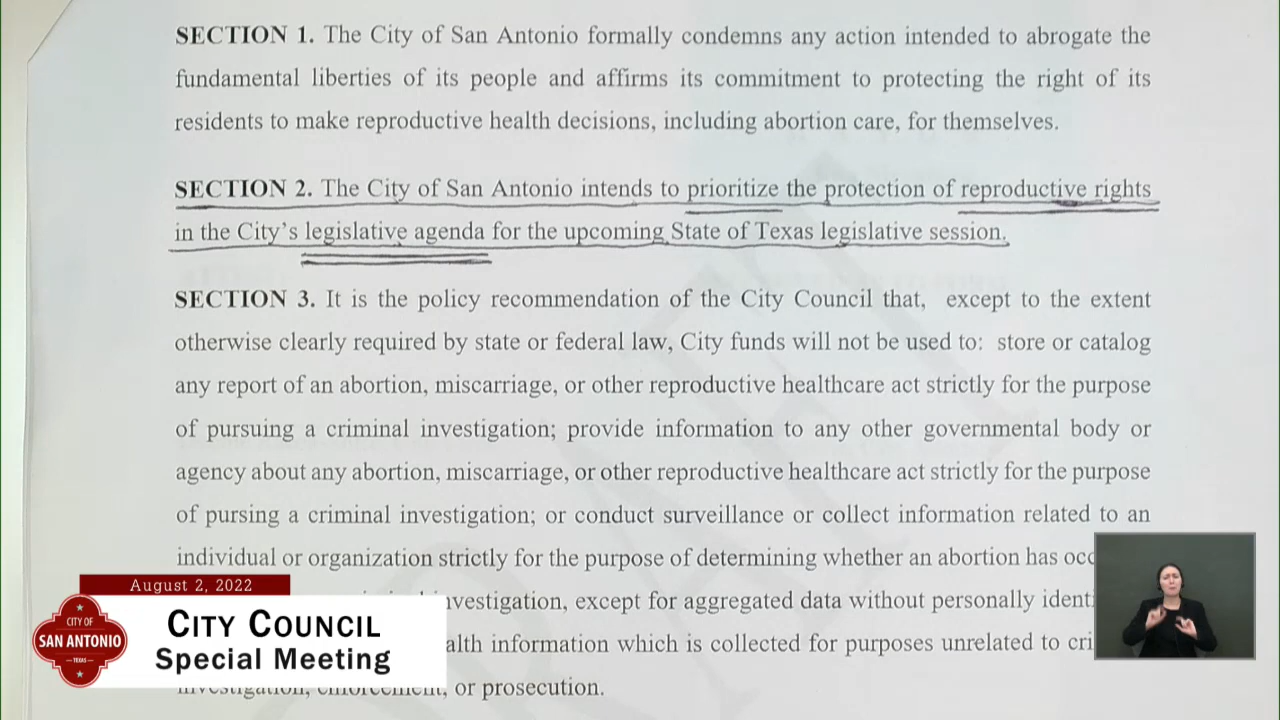 SECTION 1. The City of San Antonio formally condemns any action intended to abrogate the
fundamental liberties of its people and affirms its commitment to protecting the right of its
residents to make reproductive health decisions, including abortion care, for themselves.
SECTION 2. The City of San Antonio intends to prioritize the protection of reproductive rights
in the City's legislative agenda for the upcoming State of Texas legislative session.
SECTION 3. It is the policy recommendation of the City Council that, except to the extent
otherwise clearly required by state or federal law, City funds will not be used to: store or catalog
any report of an abortion, miscarriage, or other reproductive healthcare act strictly for the purpose
of pursuing a criminal investigation; provide information to any other governmental body or
agency about any abortion, miscarriage, or other reproductive healthcare act strictly for the purpose
of pursing a criminal investigation; or conduct surveillance or collect information related to an
individual or organization strictly for the purpose of determining whether an abortion has
investigation, except for aggregated data without personally
health information which is collected for purposes unrelated to
investigation, enforcement, or prosecution.
DRAFT
August 2, 2022
CITY COUNCIL
Special Meeting
CITY OF
SAN ANTONIO
TEXAS